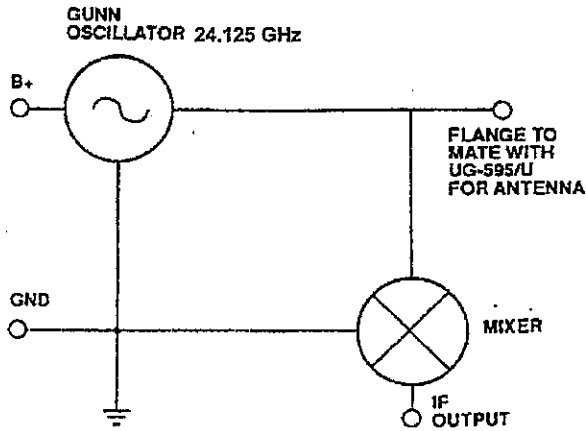 GUNN
OSCILLATOR 24.125 GHz
B+
FLANGE TO
MATE WITH
UG-595/U
FOR ANTENNA
GND
MIXER
IF
OUTPUT